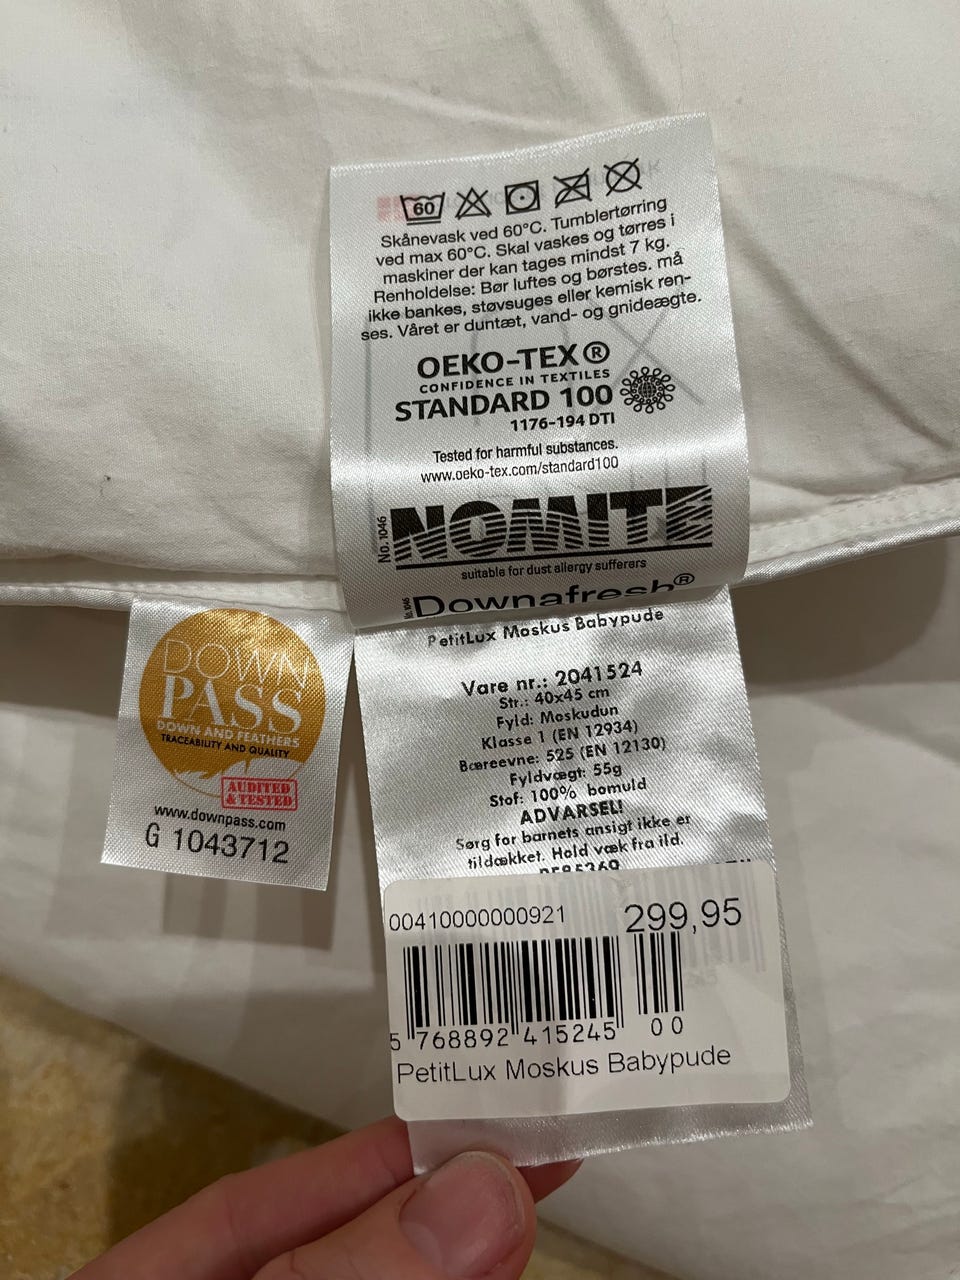 60
Skånevask ved 60°C. Tumblertørring
ved max 60°C. Skal vaskes og tørres i
maskiner der kan tages mindst 7 kg.
Renholdelse: Bør luftes og børstes. må
ikke bankes, støvsuges eller kemisk ren-
ses. Våret er duntæt, vand- og gnideægte.
OEKO-TEX®
CONFIDENCE IN TEXTILES
STANDARD 100
1176-194 DTI
Tested for harmful substances.
www.oeko-tex.com/standard100
No. 1046
NOMITE
suitable for dust allergy sufferers
No. 1046
Downafresh®
PetitLux Moskus Babypude
Vare nr.: 2041524
Str.: 40x45 cm
Fyld: Moskudun
Klasse 1 (EN 12934)
Bæreevne: 525 (EN 12130)
Fyldvægt: 55g
Stof: 100% bomuld
ADVARSEL!
Sørg for barnets ansigt ikke er
tildækket. Hold væk fra ild.
DOWN
PASS
DOWN AND FEATHERS
TRACEABILITY AND QUALITY
AUDITED
& TESTED
www.downpass.com
G 1043712
00410000000921 299,95
5 768892 415245 00
PetitLux Moskus Babypude